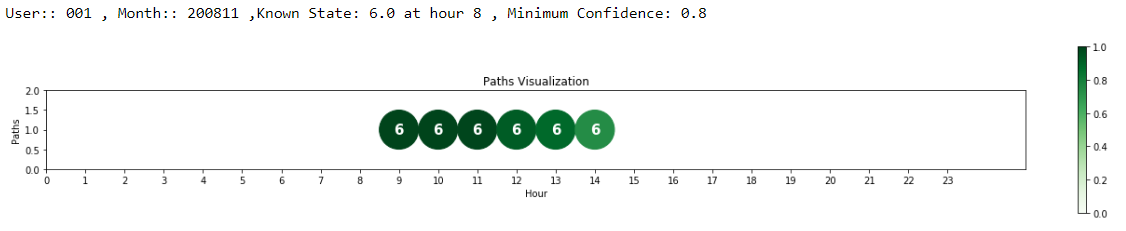 User:: 001 , Month:: 200811 ,Known State: 6.0 at hour 8 , Minimum Confidence: 0.8
Paths Visualization
Paths
2.0
1.5
1.0
0.5
0.0
6 6 6 6 6 6
0 1 2 3 4 5 6 7 8 9 10 11 12 13 14 15 16 17 18 19 20 21 22 23
Hour
1.0
0.8
0.6
0.4
0.2
0.0